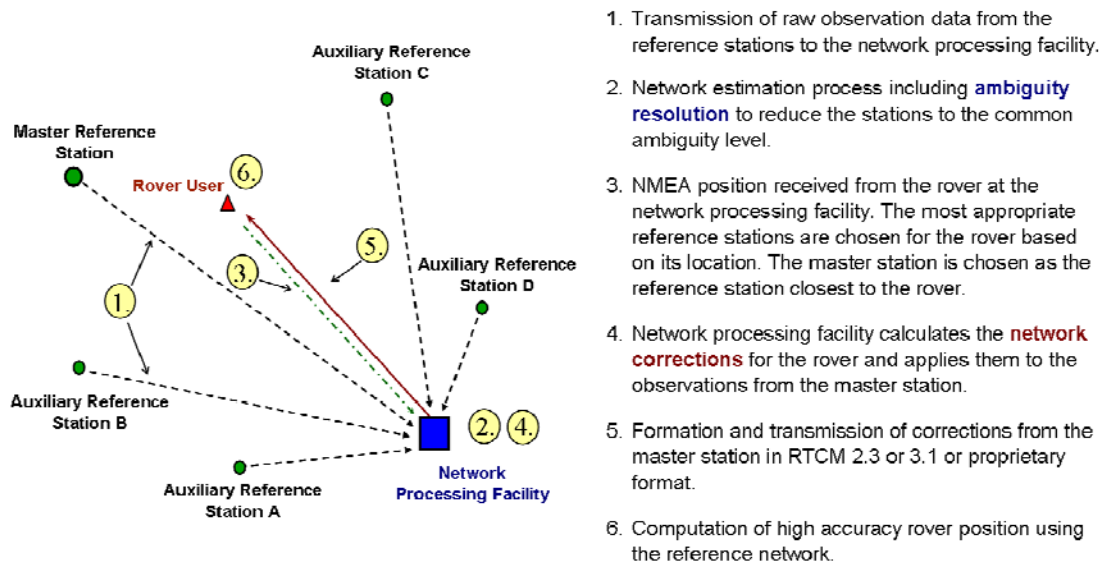 Auxiliary Reference
Station C
Master Reference
Station
Rover User
6.
5.
3.
Auxiliary Reference
Station D
1.
Auxiliary Reference
Station B
2.
4.
Auxiliary Reference
Station A
Network
Processing Facility
1. Transmission of raw observation data from the
reference stations to the network processing facility.
2. Network estimation process including ambiguity
resolution to reduce the stations to the common
ambiguity level.
3. NMEA position received from the rover at the
network processing facility. The most appropriate
reference stations are chosen for the rover based
on its location. The master station is chosen as the
reference station closest to the rover.
4. Network processing facility calculates the network
corrections for the rover and applies them to the
observations from the master station.
5. Formation and transmission of corrections from the
master station in RTCM 2.3 or 3.1 or proprietary
format.
6. Computation of high accuracy rover position using
the reference network.